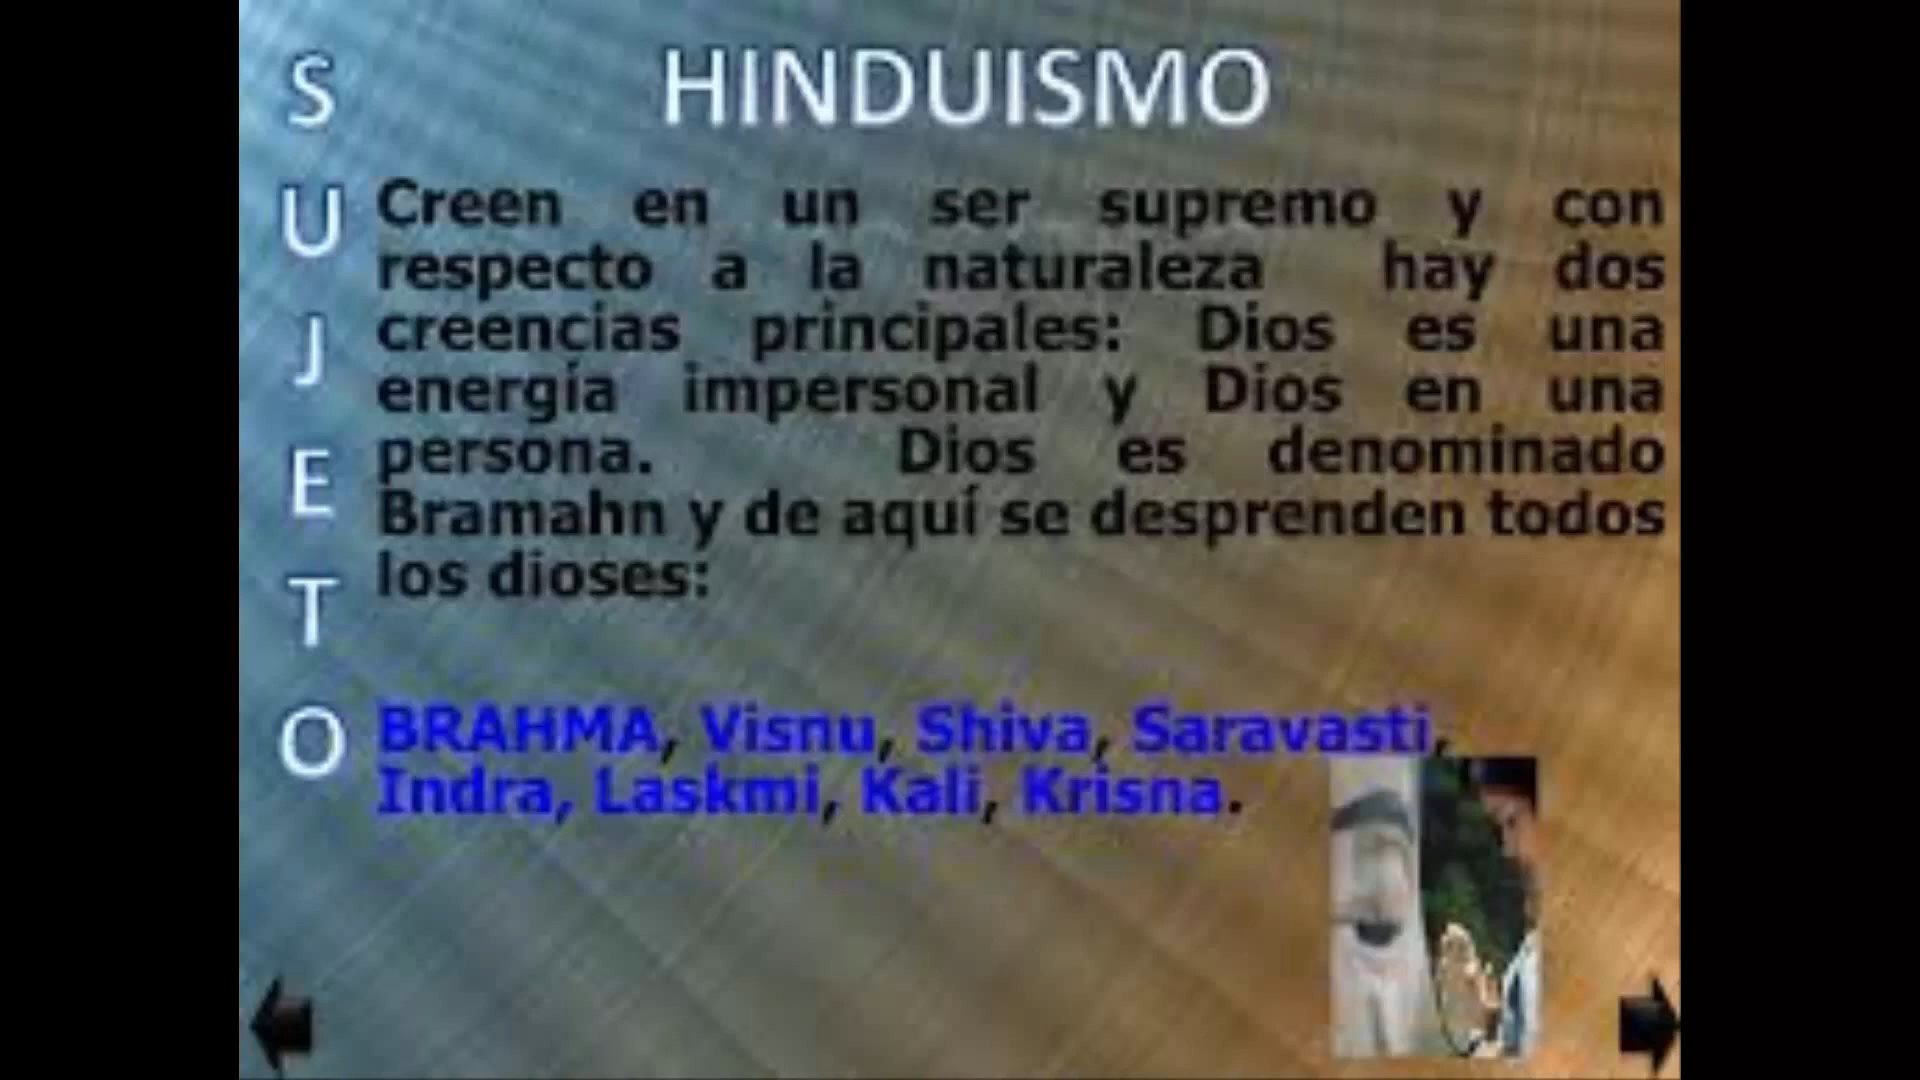 HINDUISMO
S
U
J
E
T
O
Creen en un ser supremo y con
respecto a la naturaleza hay dos
creencias principales: Dios es una
energía impersonal y Dios en una
persona. Dios es denominado
Bramahn y de aquí se desprenden todos
los dioses:
BRAHMA, Visnu, Shiva, Saravasti,
Indra, Laskmi, Kali, Krisna.